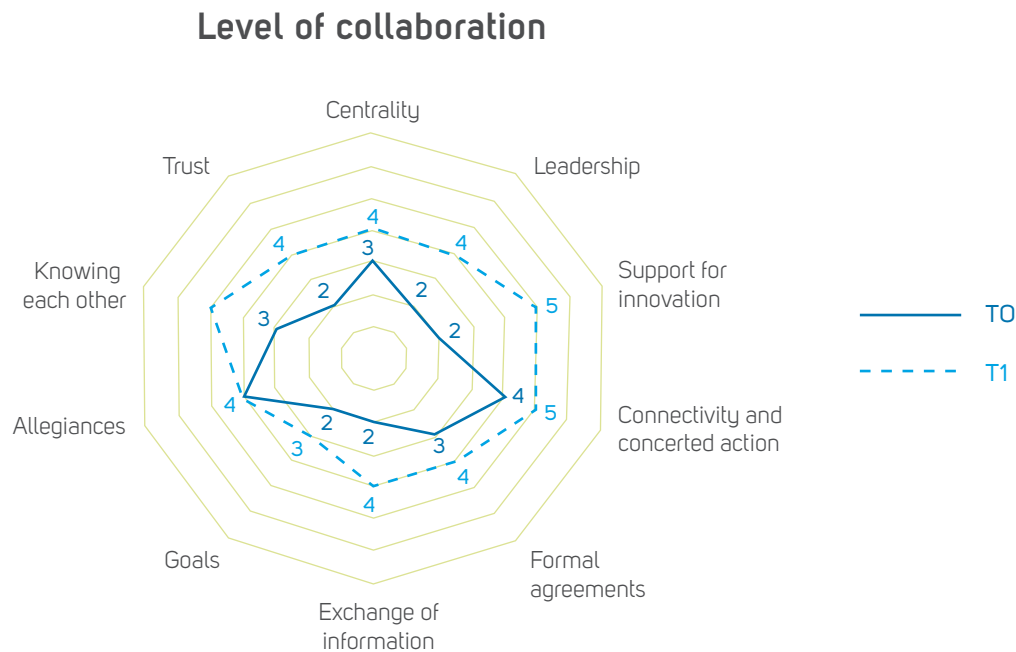 Level of collaboration
Centrality
Trust
Leadership
4
4
4
3
Knowing
each other
Support for
innovation
2
2
5
3
2
T0
T1
4
4
5
Allegiances
Connectivity and
concerted action
2
2
3
3
4
4
Goals
Formal
agreements
Exchange of
information